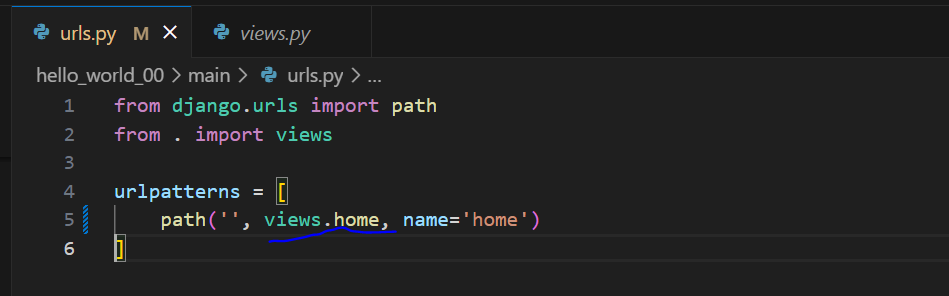 urls.py M
views.py
hello_world_00 > main > urls.py > ...
1 from django.urls import path
2 from . import views
3
4 urlpatterns = [
5 path('', views.home, name='home')
6 ]